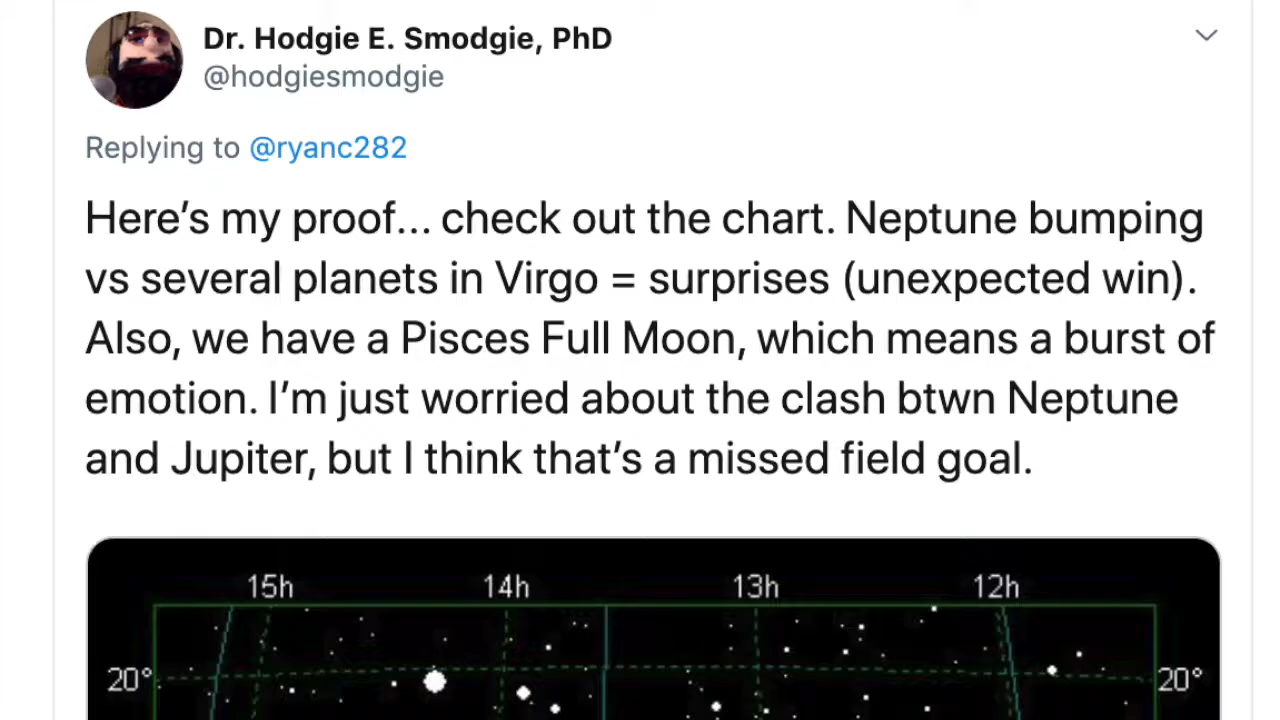 Dr. Hodgie E. Smodgie, PhD
@hodgiesmodgie
Replying to @ryanc282
Here’s my proof... check out the chart. Neptune bumping
vs several planets in Virgo = surprises (unexpected win).
Also, we have a Pisces Full Moon, which means a burst of
emotion. I’m just worried about the clash btwn Neptune
and Jupiter, but I think that’s a missed field goal.
15h 14h 13h 12h
20° 20°